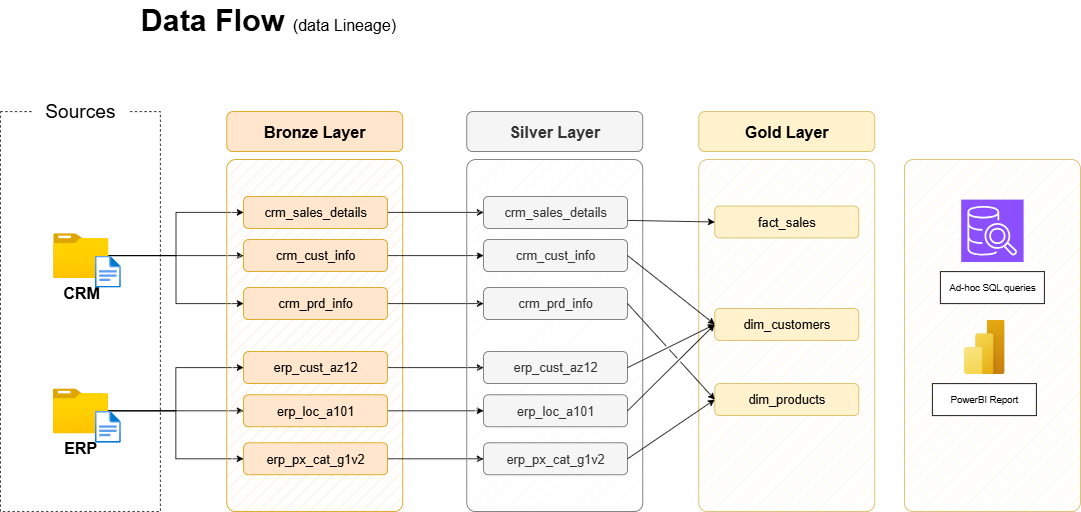 Data Flow (data Lineage)
Sources
CRM
ERP
Bronze Layer
crm_sales_details
crm_cust_info
crm_prd_info
erp_cust_az12
erp_loc_a101
erp_px_cat_g1v2
Silver Layer
crm_sales_details
crm_cust_info
crm_prd_info
erp_cust_az12
erp_loc_a101
erp_px_cat_g1v2
Gold Layer
fact_sales
dim_customers
dim_products
Ad-hoc SQL queries
PowerBI Report